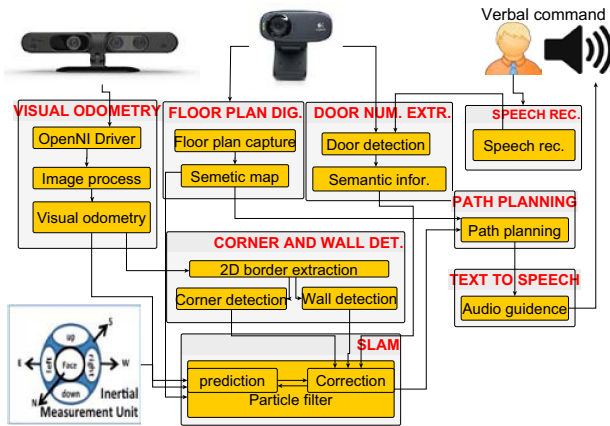 Verbal command
VISUAL ODOMETRY
FLOOR PLAN DIG.
DOOR NUM. EXTR.
SPEECH REC.
OpenNI Driver
Floor plan capture
Door detection
Speech rec.
Image process
Semetic map
Semantic infor.
Visual odometry
PATH PLANNING
Path planning
CORNER AND WALL DET.
2D border extraction
TEXT TO SPEECH
Corner detection
Wall detection
Audio guidence
SLAM
prediction
Correction
Particle filter
S
up
E
left
Face
right
W
down
N
Inertial
Measurement Unit